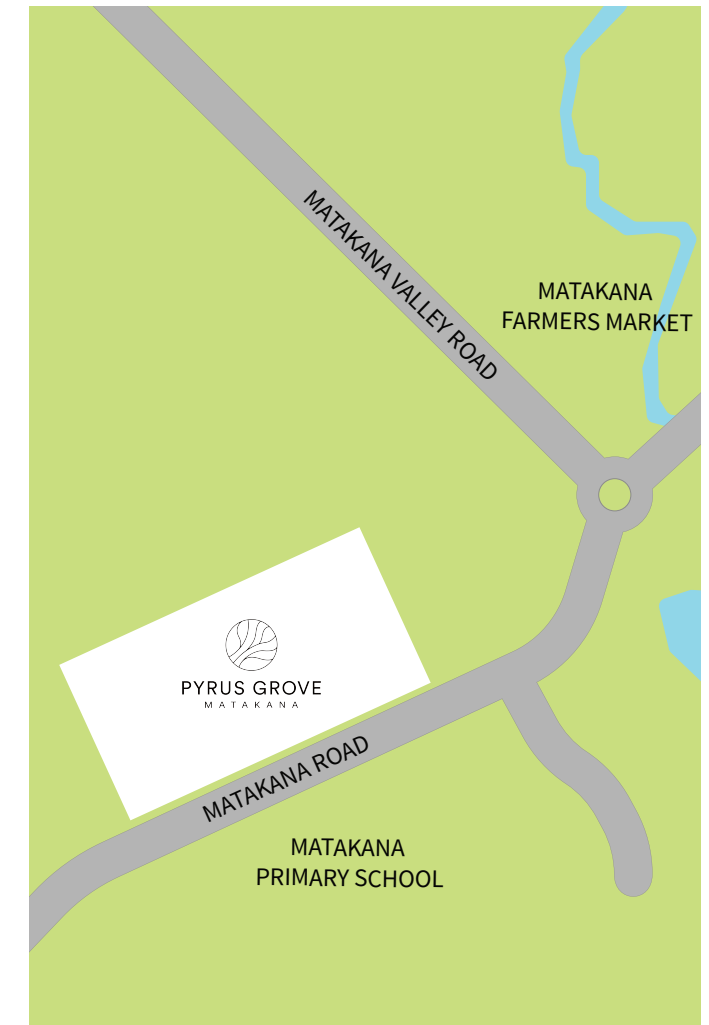 MATAKANA VALLEY ROAD
MATAKANA
FARMERS MARKET
PYRUS GROVE
MATAKANA
MATAKANA ROAD
MATAKANA
PRIMARY SCHOOL